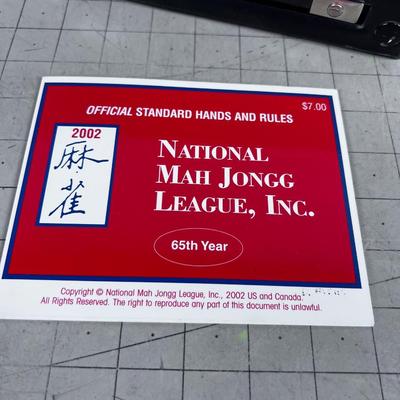 OFFICIAL STANDARD HANDS AND RULES
$7.00
2002
麻
雀
NATIONAL
MAH JONGG
LEAGUE, INC.
65th Year
Copyright © National Mah Jongg League, Inc., 2002 US and Canada.
All Rights Reserved. The right to reproduce any part of this document is unlawful.